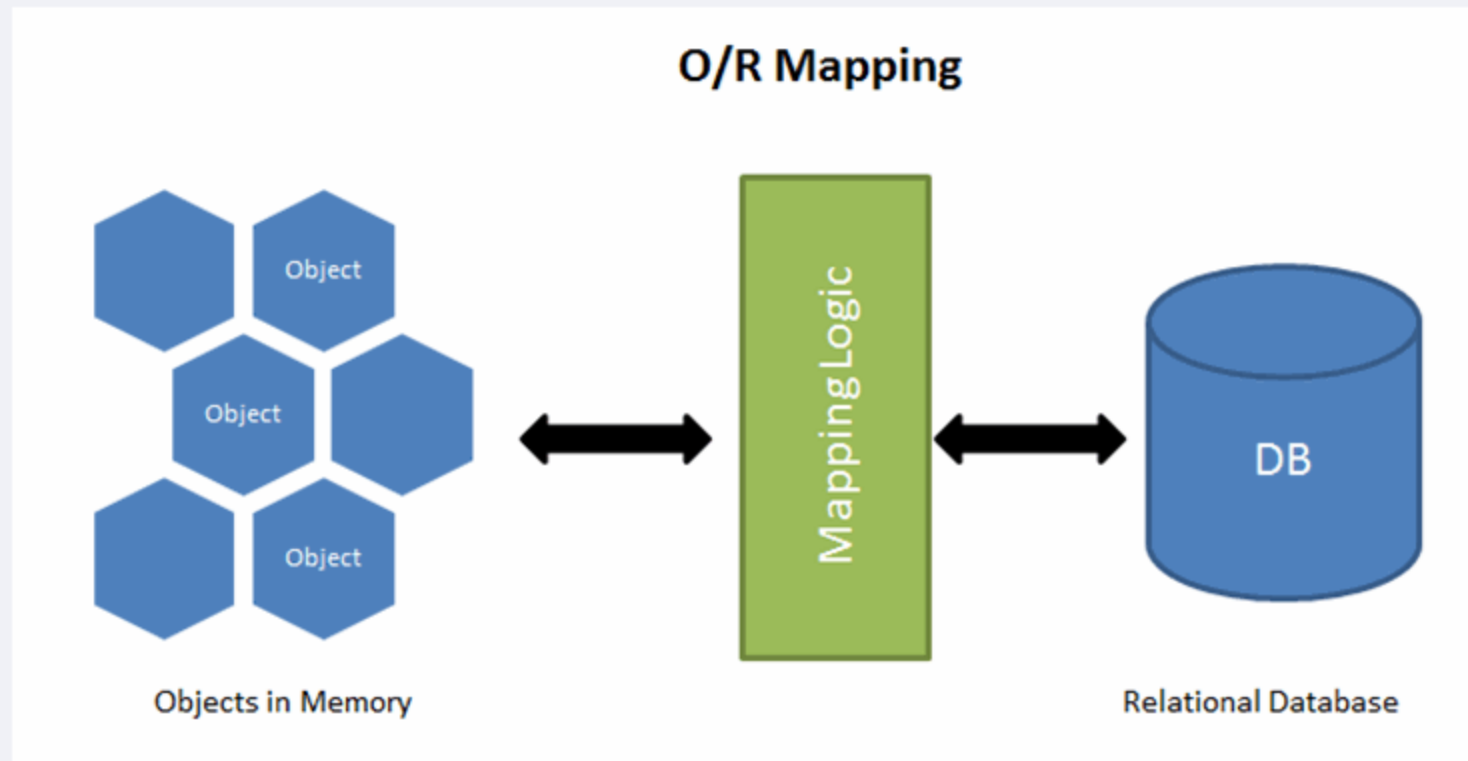 O/R Mapping
Object
Object
Object
Mapping Logic
DB
Objects in Memory
Relational Database